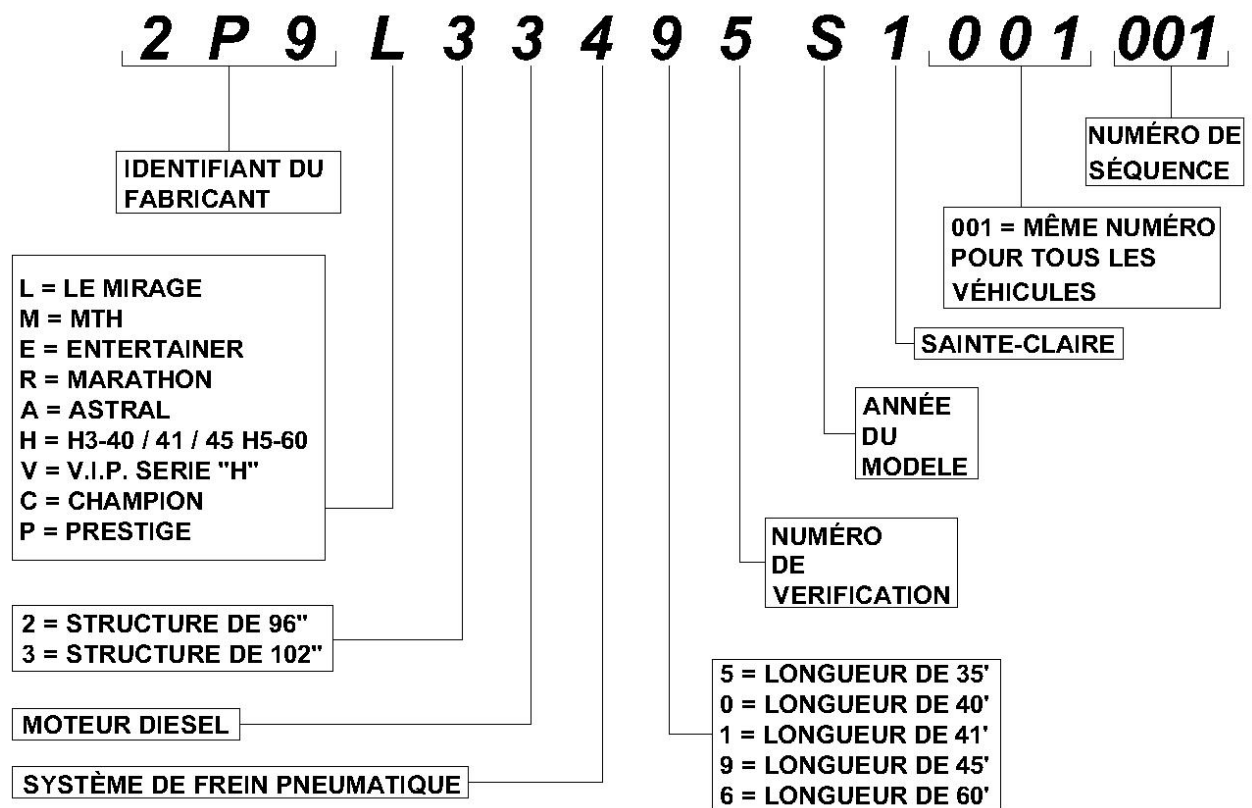 2 P 9 L 3 3 4 9 5 S 1 0 0 1 001
NUMÉRO DE
SÉQUENCE
IDENTIFIANT DU
FABRICANT
001 = MÊME NUMÉRO
POUR TOUS LES
VÉHICULES
L = LE MIRAGE
M = MTH
E = ENTERTAINER
R = MARATHON
A = ASTRAL
H = H3-40 / 41 / 45 H5-60
V = V.I.P. SERIE "H"
C = CHAMPION
P = PRESTIGE
SAINTE-CLAIRE
ANNÉE
DU
MODELE
NUMÉRO
DE
VERIFICATION
2 = STRUCTURE DE 96"
3 = STRUCTURE DE 102"
MOTEUR DIESEL
SYSTÈME DE FREIN PNEUMATIQUE
5 = LONGUEUR DE 35'
0 = LONGUEUR DE 40'
1 = LONGUEUR DE 41'
9 = LONGUEUR DE 45'
6 = LONGUEUR DE 60'